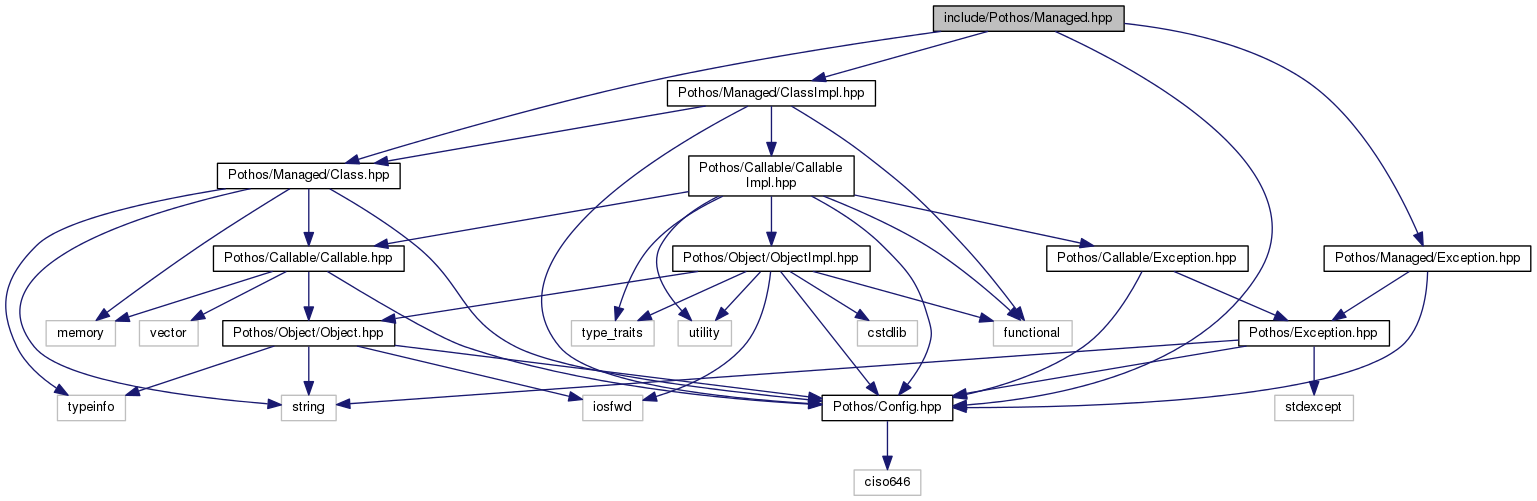 include/Pothos/Managed.hpp
Pothos/Managed/ClassImpl.hpp
Pothos/Managed/Class.hpp
Pothos/Callable/Callable
Impl.hpp
Pothos/Callable/Callable.hpp
Pothos/Object/ObjectImpl.hpp
Pothos/Callable/Exception.hpp
Pothos/Managed/Exception.hpp
memory
vector
Pothos/Object/Object.hpp
type_traits
utility
cstdlib
functional
Pothos/Exception.hpp
typeinfo
string
iosfwd
Pothos/Config.hpp
stdexcept
ciso646